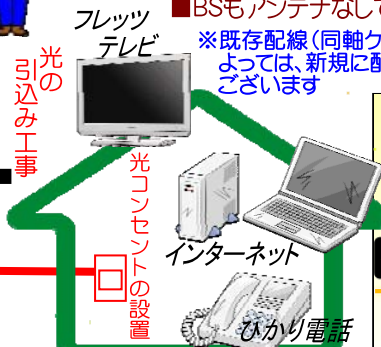 ■BSもアンテナなしで
※既存配線(同軸ケ
よっては、新規に配
ございます
フレッツ
テレビ
光の
引込み工事
光コンセントの設置
インターネット
ひかり電話